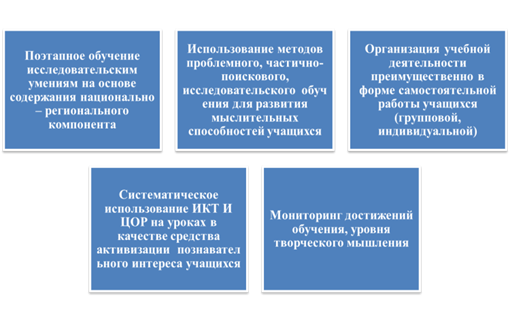 Поэтапное обучение
исследовательским
умениям на основе
содержания национально
– регионального
компонента
Использование методов
проблемного, частично-
поискового,
исследовательского обуч
ения для развития
мыслительных
способностей учащихся
Организация учебной
деятельности
преимущественно в
форме самостоятельной
работы учащихся
(групповой,
индивидуальной)
Систематическое
использование ИКТ И
ЦОР на уроках в
качестве средства
активизации познавател
ьного интереса учащихся
Мониторинг достижений
обучения, уровня
творческого мышления